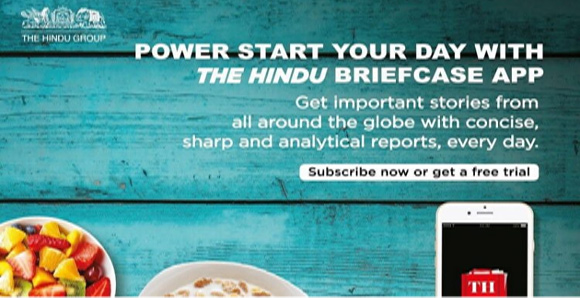 THE HINDU GROUP
POWER START YOUR DAY WITH
THE HINDU BRIEFCASE APP
Get important stories from
all around the globe with concise,
sharp and analytical reports, every day.
Subscribe now or get a free trial
TH